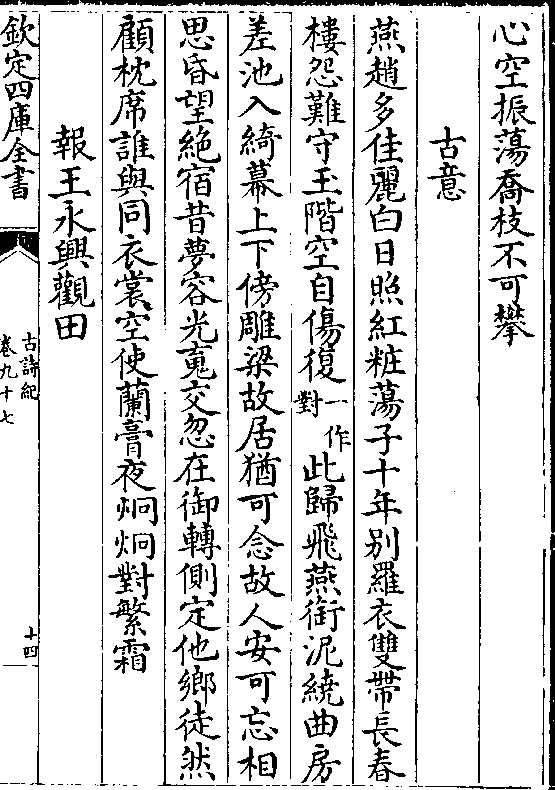 心空振蕩喬枝不可攀
古意
燕趙多佳麗白日照紅粧蕩子十年别羅衣雙帶長春
樓怨難守玉階空自傷復一作對此歸飛燕銜泥繞曲房
差池入綺幕上下傍雕梁故居猶可念故人安可忘相
思昏望絶宿昔夢容光䰟交忽在御轉側定他鄉徒然
顧枕席誰與同衣裳空使蘭膏夜炯炯對繁霜
報王永興觀田
欽定四庫全書
古詩紀
卷九十七
十四